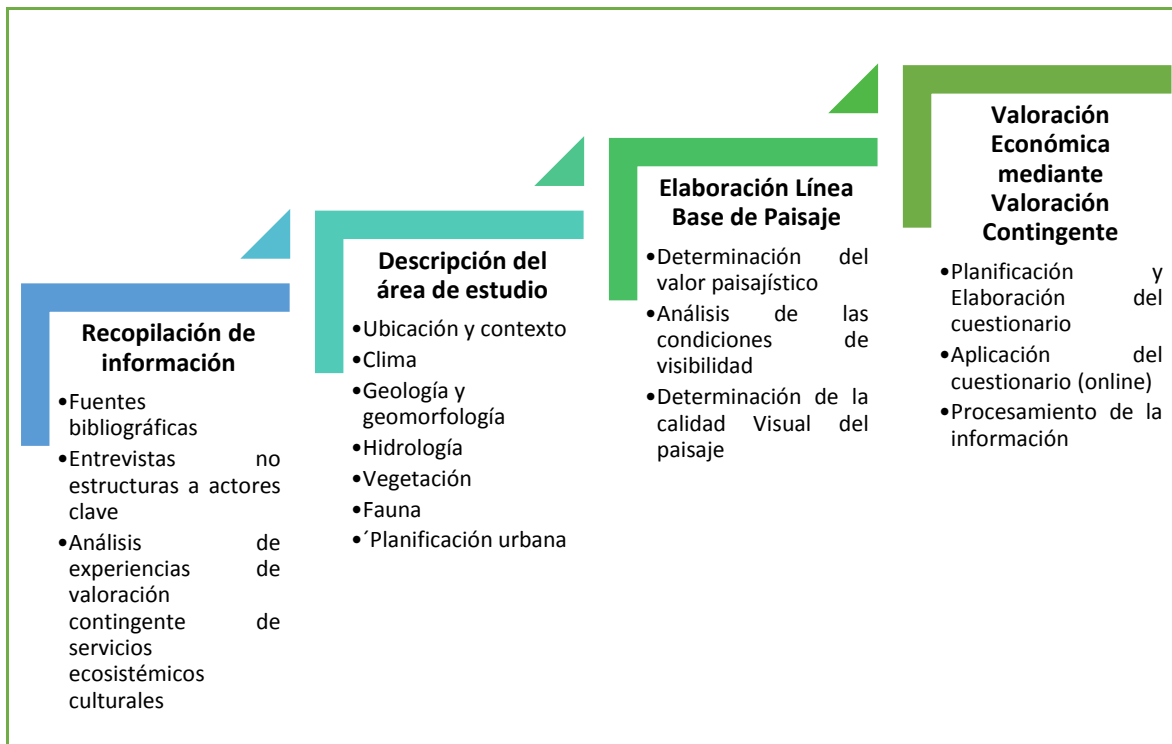 Recopilación de
información
•Fuentes
bibliográficas
•Entrevistas no
estructuras a actores
clave
•Análisis de
experiencias de
valoración
contingente de
servicios
ecosistémicos
culturales
Descripción del
área de estudio
•Ubicación y contexto
•Clima
•Geología y
geomorfología
•Hidrología
•Vegetación
•Fauna
•´Planificación urbana
Elaboración Línea
Base de Paisaje
•Determinación del
valor paisajístico
•Análisis de las
condiciones de
visibilidad
•Determinación de la
calidad Visual del
paisaje
Valoración
Económica
mediante
Valoración
Contingente
•Planificación y
Elaboración del
cuestionario
•Aplicación del
cuestionario (online)
•Procesamiento de la
información